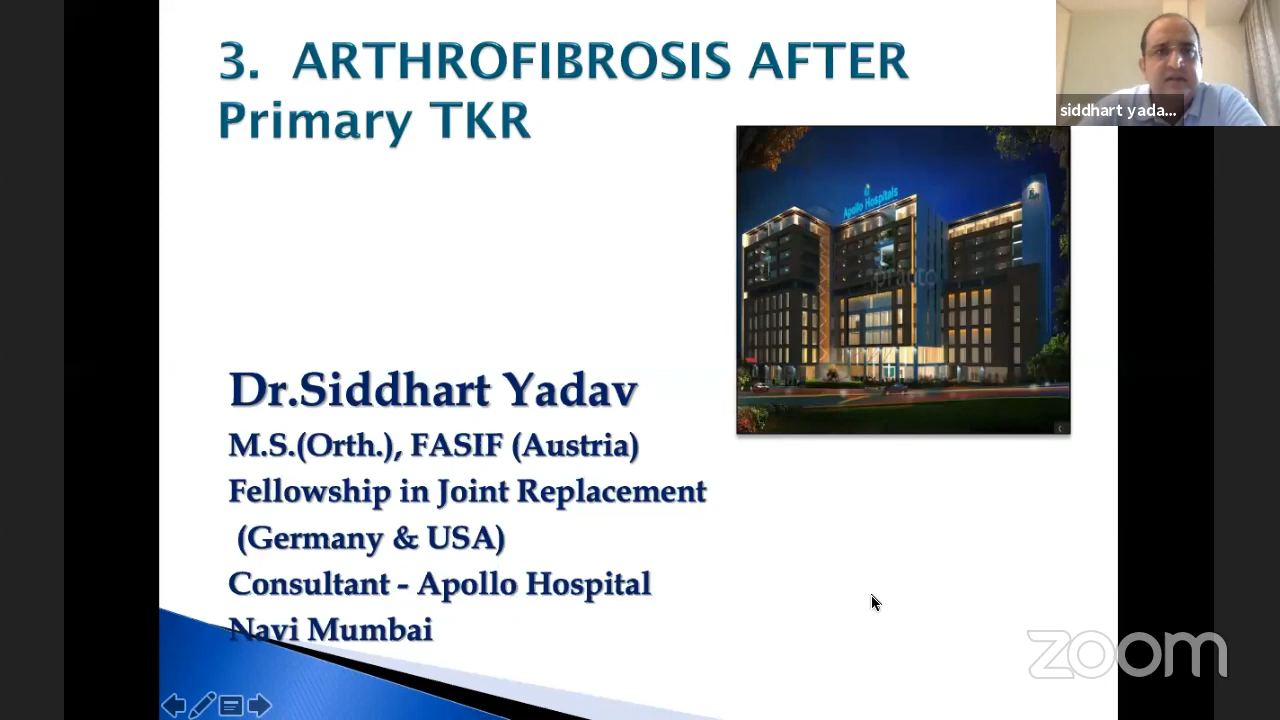 3. ARTHROFIBROSIS AFTER
Primary TKR
siddhart yada...
Apollo Hospitals
practo
Dr.Siddhart Yadav
M.S.(Orth.), FASIF (Austria)
Fellowship in Joint Replacement
(Germany & USA)
Consultant - Apollo Hospital
Navi Mumbai
zoom